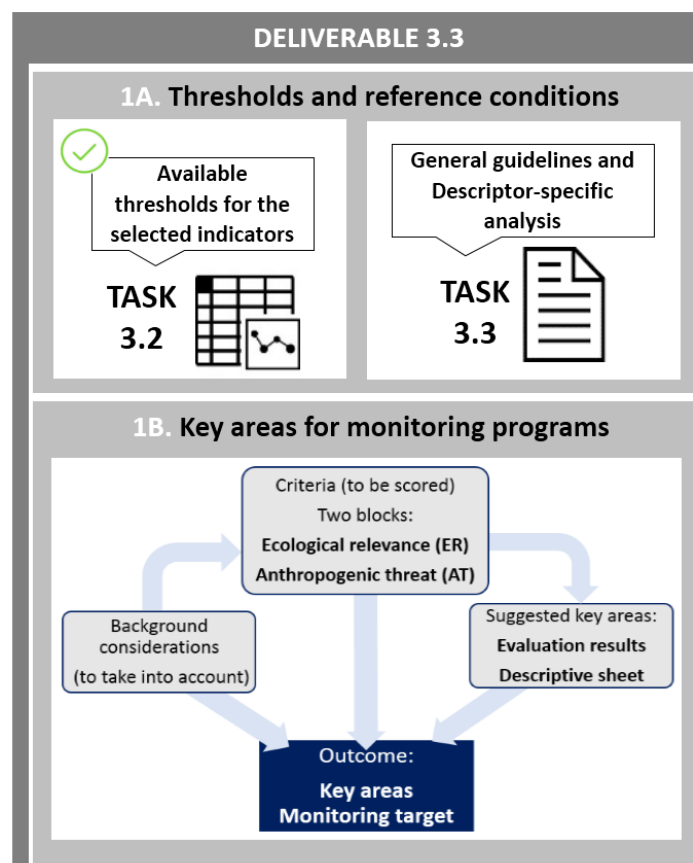 DELIVERABLE 3.3
1A. Thresholds and reference conditions
Available
thresholds for the
selected indicators
TASK
3.2
General guidelines and
Descriptor-specific
analysis
TASK
3.3
1B. Key areas for monitoring programs
Criteria (to be scored)
Two blocks:
Ecological relevance (ER)
Anthropogenic threat (AT)
Background
considerations
(to take into account)
Suggested key areas:
Evaluation results
Descriptive sheet
Outcome:
Key areas
Monitoring target